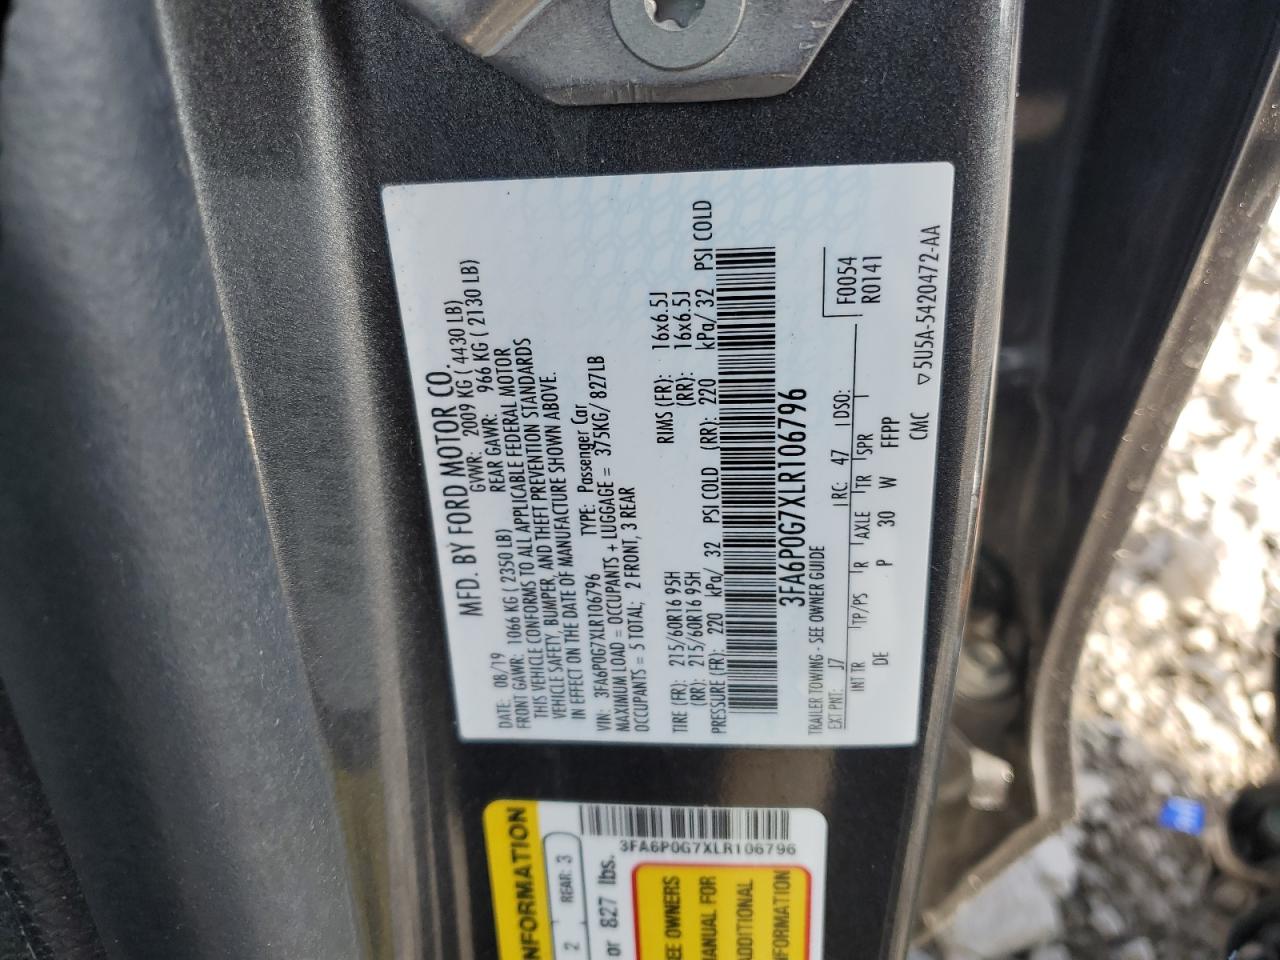 MFD. BY FORD MOTOR CO.
DATE: 08/19 GVWR: 2009 KG ( 4430 LB)
FRONT GAWR: 1066 KG ( 2350 LB) REAR GAWR: 966 KG ( 2130 LB)
THIS VEHICLE CONFORMS TO ALL APPLICABLE FEDERAL MOTOR
VEHICLE SAFETY, BUMPER, AND THEFT PREVENTION STANDARDS
IN EFFECT ON THE DATE OF MANUFACTURE SHOWN ABOVE.
VIN: 3FA6P0G7XLR106796 TYPE: Passenger Car
MAXIMUM LOAD = OCCUPANTS + LUGGAGE = 375KG/ 827LB
OCCUPANTS = 5 TOTAL; 2 FRONT, 3 REAR
TIRE (FR): 215/60R16 95H RIMS (FR): 16x6.5J
(RR): 215/60R16 95H (RR): 16x6.5J
PRESSURE (FR): 220 kPa/ 32 PSI COLD (RR): 220 kPa/ 32 PSI COLD
3FA6P0G7XLR106796
TRAILER TOWING - SEE OWNER GUIDE
EXT PNT: J7 RC: 47 DSO: F0054
R0141
INT TR TP/PS R AXLE TR SPR
DE P 30 W FFPP
CMC ▽5U5A-5420472-AA
3FA6P0G7XLR106796
NFORMATION
2 REAR: 3
or 827 lbs.
EE OWNERS
ANUAL FOR
ADDITIONAL
FORMATION